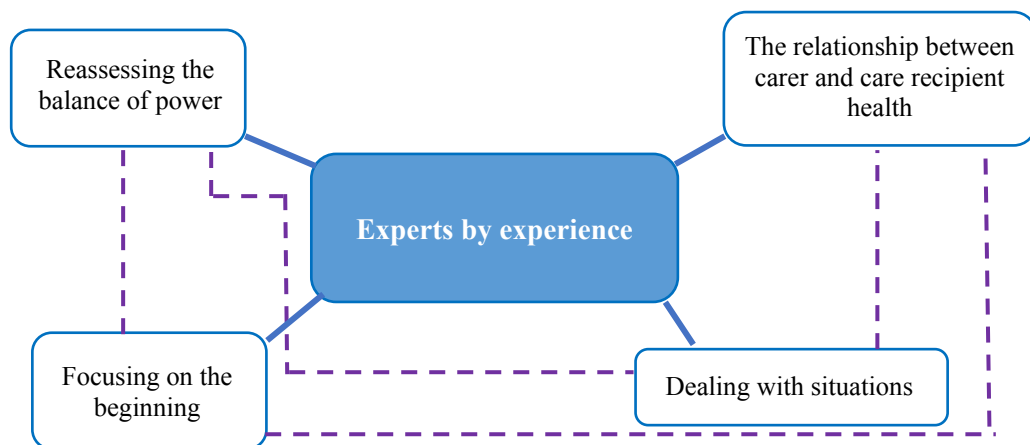 Reassessing the
balance of power
The relationship between
carer and care recipient
health
Experts by experience
Focusing on the
beginning
Dealing with situations